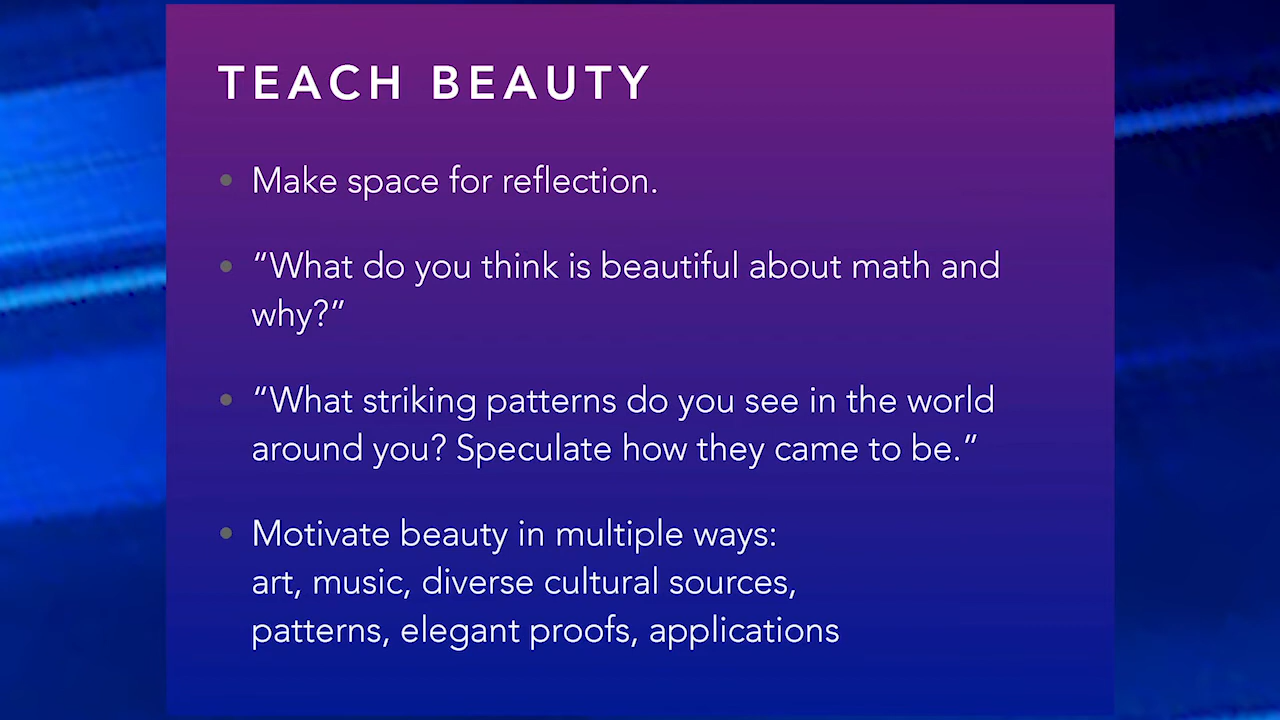 TEACH BEAUTY
• Make space for reflection.
• “What do you think is beautiful about math and
why?”
• “What striking patterns do you see in the world
around you? Speculate how they came to be.”
• Motivate beauty in multiple ways:
art, music, diverse cultural sources,
patterns, elegant proofs, applications